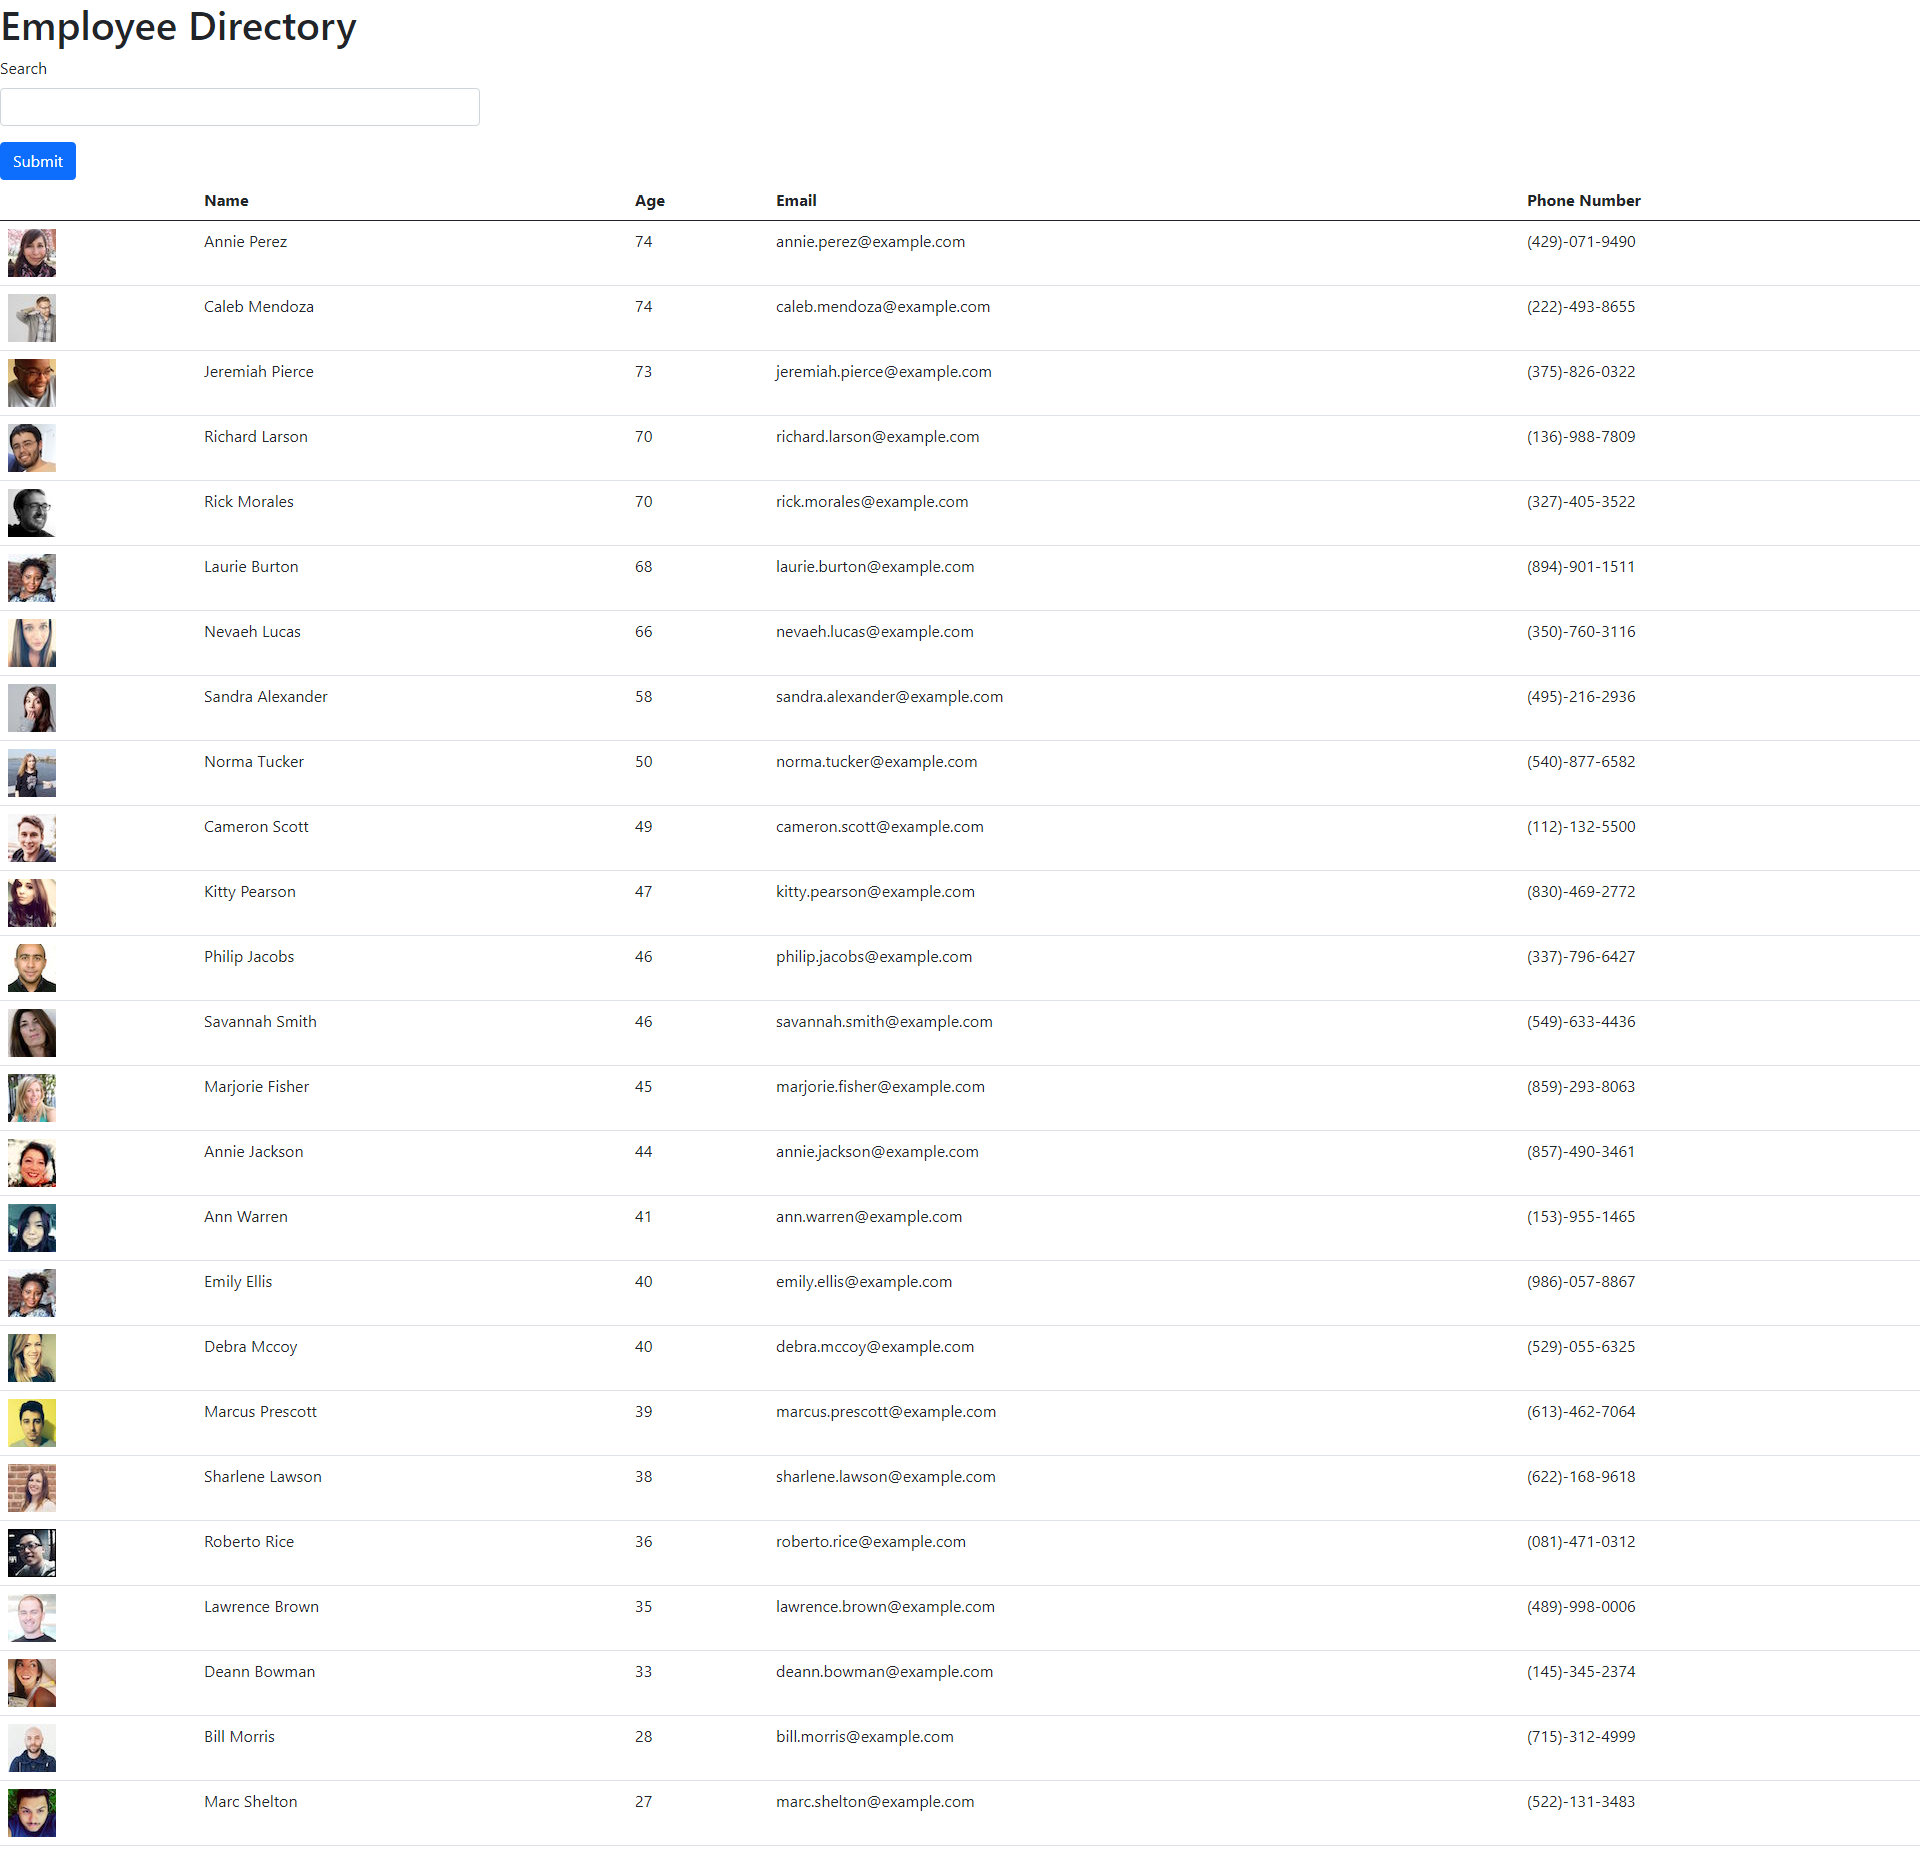 Employee Directory
Search
Submit
Name Age Email Phone Number
Annie Perez 74 annie.perez@example.com (429)-071-9490
Caleb Mendoza 74 caleb.mendoza@example.com (222)-493-8655
Jeremiah Pierce 73 jeremiah.pierce@example.com (375)-826-0322
Richard Larson 70 richard.larson@example.com (136)-988-7809
Rick Morales 70 rick.morales@example.com (327)-405-3522
Laurie Burton 68 laurie.burton@example.com (894)-901-1511
Nevaeh Lucas 66 nevaeh.lucas@example.com (350)-760-3116
Sandra Alexander 58 sandra.alexander@example.com (495)-216-2936
Norma Tucker 50 norma.tucker@example.com (540)-877-6582
Cameron Scott 49 cameron.scott@example.com (112)-132-5500
Kitty Pearson 47 kitty.pearson@example.com (830)-469-2772
Philip Jacobs 46 philip.jacobs@example.com (337)-796-6427
Savannah Smith 46 savannah.smith@example.com (549)-633-4436
Marjorie Fisher 45 marjorie.fisher@example.com (859)-293-8063
Annie Jackson 44 annie.jackson@example.com (857)-490-3461
Ann Warren 41 ann.warren@example.com (153)-955-1465
Emily Ellis 40 emily.ellis@example.com (986)-057-8867
Debra Mccoy 40 debra.mccoy@example.com (529)-055-6325
Marcus Prescott 39 marcus.prescott@example.com (613)-462-7064
Sharlene Lawson 38 sharlene.lawson@example.com (622)-168-9618
Roberto Rice 36 roberto.rice@example.com (081)-471-0312
Lawrence Brown 35 lawrence.brown@example.com (489)-998-0006
Deann Bowman 33 deann.bowman@example.com (145)-345-2374
Bill Morris 28 bill.morris@example.com (715)-312-4999
Marc Shelton 27 marc.shelton@example.com (522)-131-3483